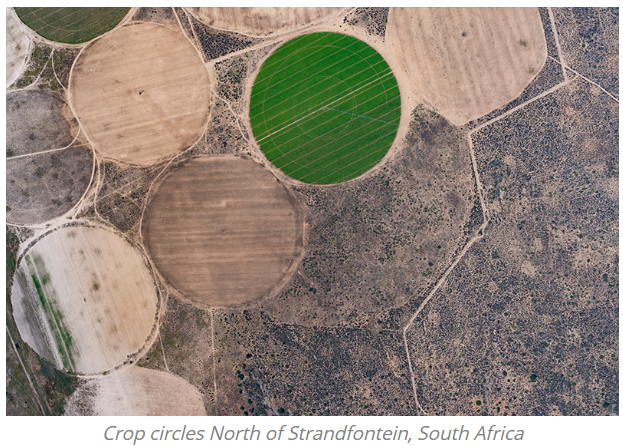 Crop circles North of Strandfontein, South Africa